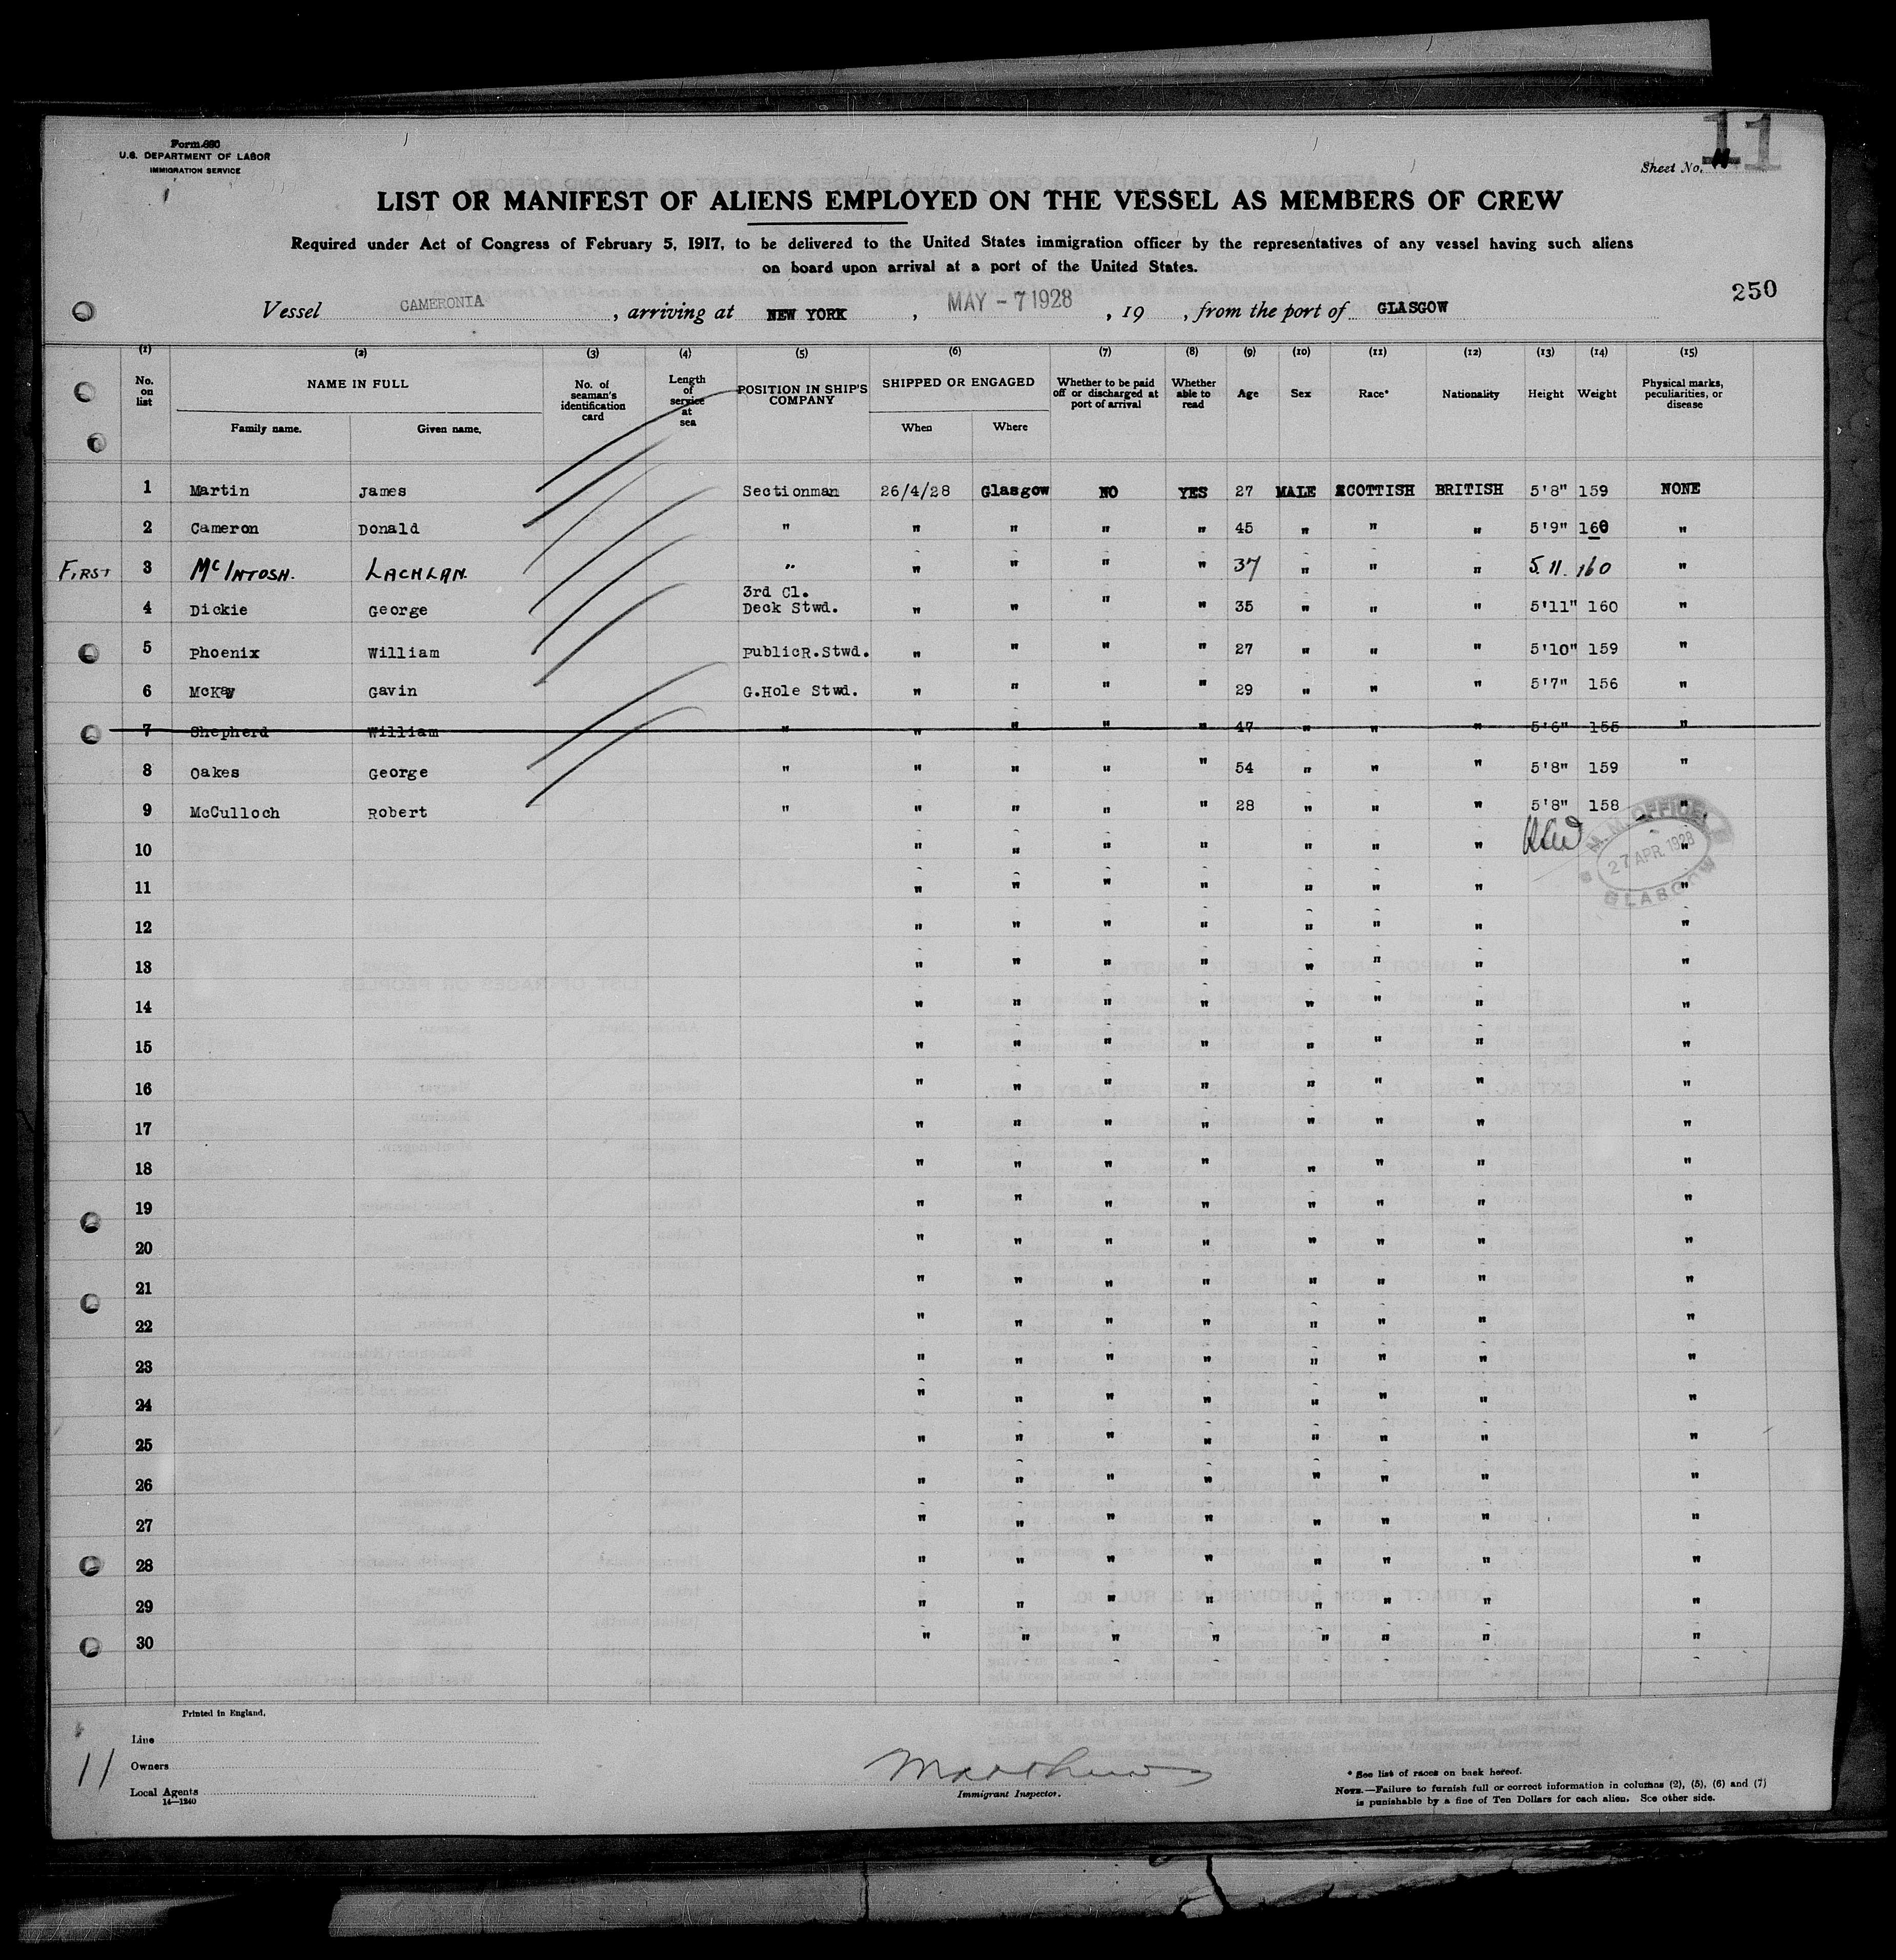 Form 680
U.S. DEPARTMENT OF LABOR
IMMIGRATION SERVICE
Sheet No. 11
LIST OR MANIFEST OF ALIENS EMPLOYED ON THE VESSEL AS MEMBERS OF CREW
Required under Act of Congress of February 5, 1917, to be delivered to the United States immigration officer by the representatives of any vessel having such aliens
on board upon arrival at a port of the United States.
250
Vessel CAMERONIA, arriving at NEW YORK, MAY - 7 1928, 19 , from the port of GLASGOW
(1) (2) (3) (4) (5) (6) (7) (8) (9) (10) (11) (12) (13) (14) (15)
No. on list NAME IN FULL Family name. Given name. No. of seaman's identification card Length of service at sea POSITION IN SHIP'S COMPANY SHIPPED OR ENGAGED When Where Whether to be paid off or discharged at port of arrival Whether able to read Age Sex Race* Nationality Height Weight Physical marks, peculiarities, or disease
1 Martin James Sectionman 26/4/28 Glasgow NO YES 27 MALE SCOTTISH BRITISH 5'8" 159 NONE
2 Cameron Donald " " " " " 45 " " " 5'9" 160 "
FIRST 3 McINTOSH. LACHLAN. " " " " " 37 " " " 5.11. 160 "
4 Dickie George 3rd Cl. Deck Stwd. " " " " 35 " " " 5'11" 160 "
5 Phoenix William PublicR.Stwd. " " " " 27 " " " 5'10" 159 "
6 McKay Gavin G.Hole Stwd. " " " " 29 " " " 5'7" 156 "
7 Shepherd William " " " " " 47 " " " 5'6" 155 "
8 Oakes George " " " " " 54 " " " 5'8" 159 "
9 McCulloch Robert " " " " " 28 " " " 5'8" 158 "
M.M. OFFICE
27 APR. 1928
GLASGOW
10 " " " " " " " "
11 " " " " " " " "
12 " " " " " " " "
13 " " " " " " " "
14 " " " " " " " "
15 " " " " " " " "
16 " " " " " " " "
17 " " " " " " " "
18 " " " " " " " "
19 " " " " " " " "
20 " " " " " " " "
21 " " " " " " " "
22 " " " " " " " "
23 " " " " " " " "
24 " " " " " " " "
25 " " " " " " " "
26 " " " " " " " "
27 " " " " " " " "
28 " " " " " " " "
29 " " " " " " " "
30 " " " " " " " "
Printed in England.
Line
11 Owners
Local Agents
14—1240
Immigrant Inspector.
* See list of races on back hereof.
NOTE.—Failure to furnish full or correct information in columns (2), (5), (6) and (7)
is punishable by a fine of Ten Dollars for each alien. See other side.